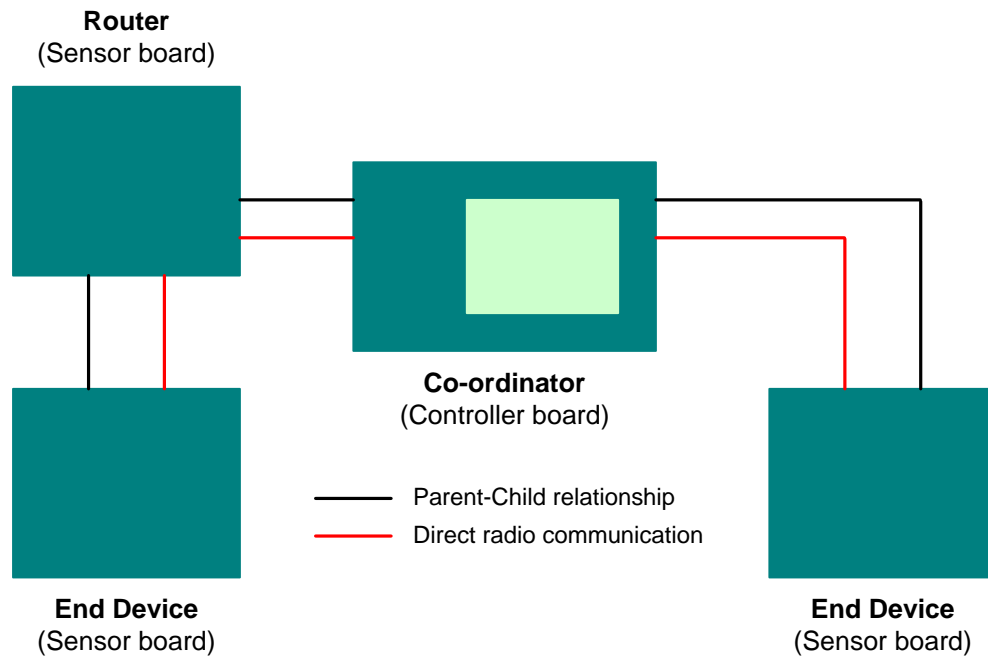 Router
(Sensor board)
Co-ordinator
(Controller board)
Parent-Child relationship
Direct radio communication
End Device
(Sensor board)
End Device
(Sensor board)